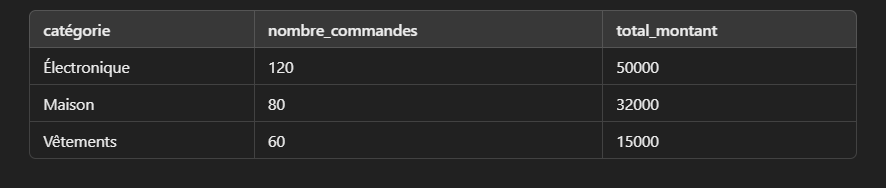 catégorie nombre_commandes total_montant
Électronique 120 50000
Maison 80 32000
Vêtements 60 15000